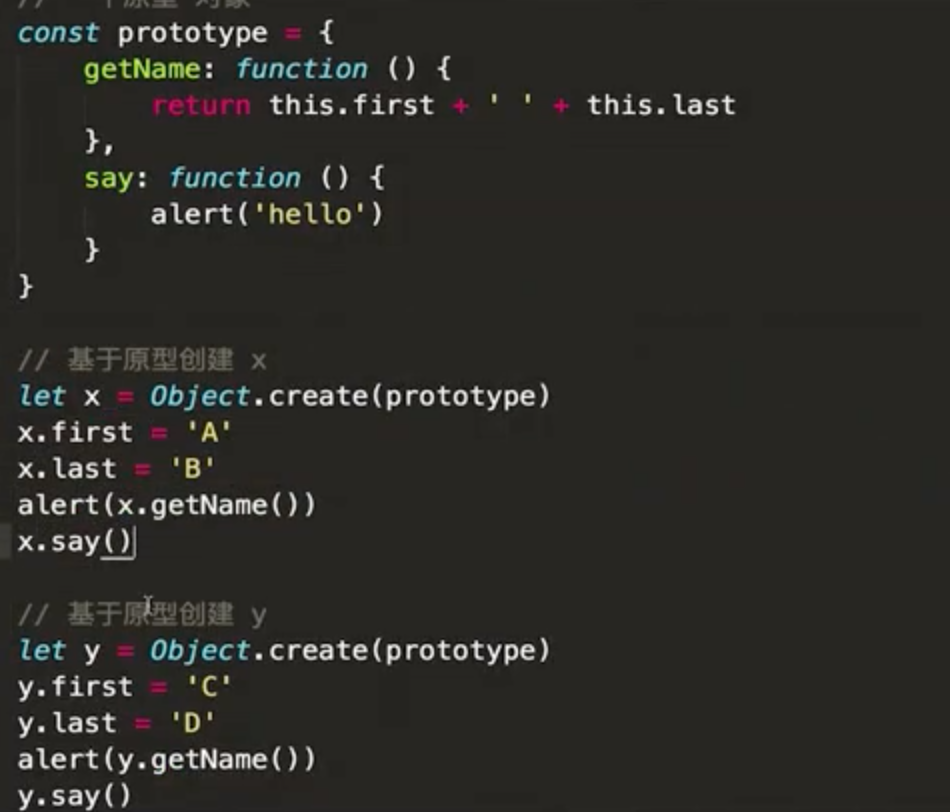 //
const prototype = {
    getName: function () {
        return this.first + ' ' + this.last
    },
    say: function () {
        alert('hello')
    }
}
// 基于原型创建 x
let x = Object.create(prototype)
x.first = 'A'
x.last = 'B'
alert(x.getName())
x.say()
// 基于原型创建 y
let y = Object.create(prototype)
y.first = 'C'
y.last = 'D'
alert(y.getName())
y.say()